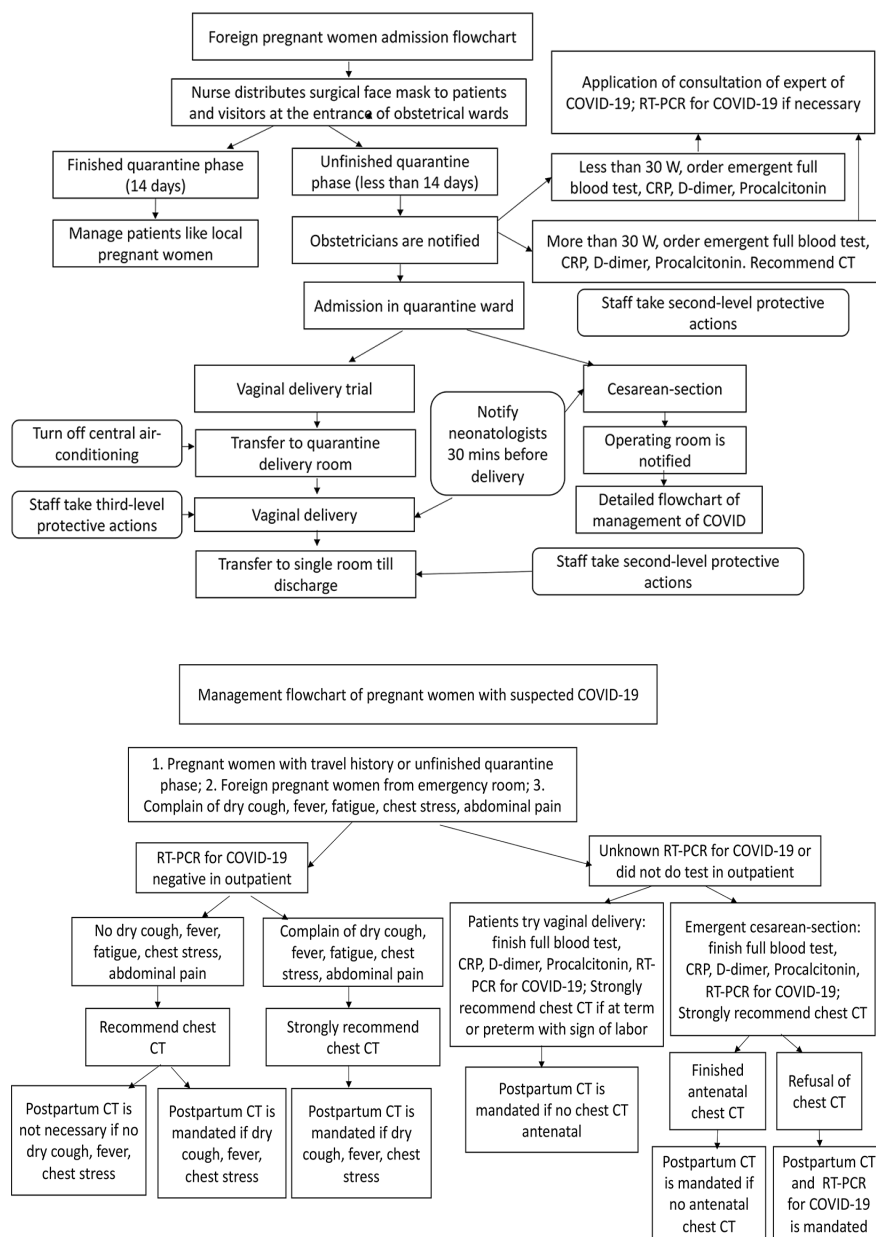 Foreign pregnant women admission flowchart
Nurse distributes surgical face mask to patients
and visitors at the entrance of obstetrical wards
Application of consultation of expert of
COVID-19; RT-PCR for COVID-19 if necessary
Finished quarantine phase
(14 days)
Unfinished quarantine
phase (less than 14 days)
Less than 30 W, order emergent full
blood test, CRP, D-dimer, Procalcitonin
Manage patients like local
pregnant women
Obstetricians are notified
More than 30 W, order emergent full blood test,
CRP, D-dimer, Procalcitonin. Recommend CT
Admission in quarantine ward
Staff take second-level protective
actions
Vaginal delivery trial
Notify
neonatologists
30 mins before
delivery
Cesarean-section
Turn off central air-
conditioning
Transfer to quarantine
delivery room
Operating room is
notified
Staff take third-level
protective actions
Vaginal delivery
Detailed flowchart of
management of COVID
Transfer to single room till
discharge
Staff take second-level protective
actions
Management flowchart of pregnant women with suspected COVID-19
1. Pregnant women with travel history or unfinished quarantine
phase; 2. Foreign pregnant women from emergency room; 3.
Complain of dry cough, fever, fatigue, chest stress, abdominal pain
RT-PCR for COVID-19
negative in outpatient
Unknown RT-PCR for COVID-19 or
did not do test in outpatient
No dry cough, fever,
fatigue, chest stress,
abdominal pain
Complain of dry cough,
fever, fatigue, chest
stress, abdominal pain
Patients try vaginal delivery:
finish full blood test,
CRP, D-dimer, Procalcitonin, RT-
PCR for COVID-19; Strongly
recommend chest CT if at term
or preterm with sign of labor
Emergent cesarean-section:
finish full blood test,
CRP, D-dimer, Procalcitonin,
RT-PCR for COVID-19;
Strongly recommend chest CT
Recommend chest
CT
Strongly recommend
chest CT
Postpartum CT is
mandated if no chest CT
antenatal
Finished
antenatal
chest CT
Refusal of
chest CT
Postpartum CT is
not necessary if no
dry cough, fever,
chest stress
Postpartum CT is
mandated if dry
cough, fever,
chest stress
Postpartum CT is
mandated if dry
cough, fever, chest
stress
Postpartum CT
is mandated if
no antenatal
chest CT
Postpartum CT
and RT-PCR
for COVID-19
is mandated